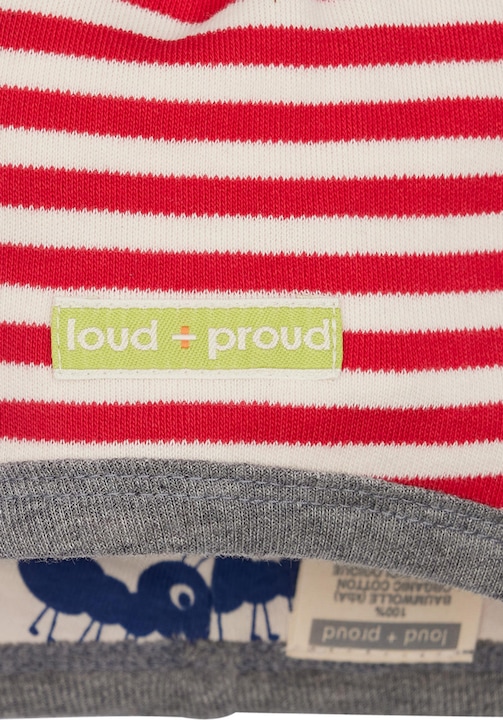 loud + proud
loud + proud
ORGANIC COTTON
BAUMWOLLE (kbA)
100%